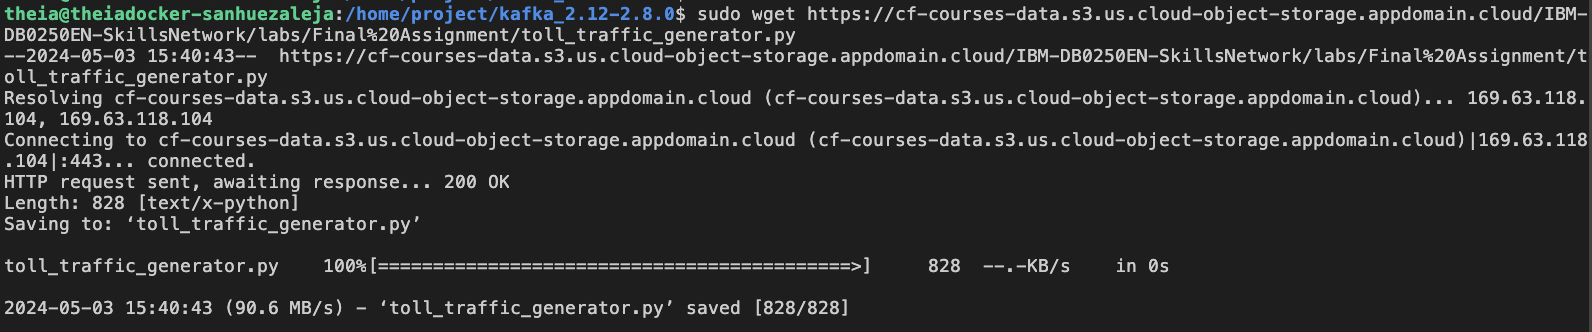 theia@theiadocker-sanhuezaleja:/home/project/kafka_2.12-2.8.0$ sudo wget https://cf-courses-data.s3.us.cloud-object-storage.appdomain.cloud/IBM-
DB0250EN-SkillsNetwork/labs/Final%20Assignment/toll_traffic_generator.py
--2024-05-03 15:40:43--  https://cf-courses-data.s3.us.cloud-object-storage.appdomain.cloud/IBM-DB0250EN-SkillsNetwork/labs/Final%20Assignment/t
oll_traffic_generator.py
Resolving cf-courses-data.s3.us.cloud-object-storage.appdomain.cloud (cf-courses-data.s3.us.cloud-object-storage.appdomain.cloud)... 169.63.118.
104, 169.63.118.104
Connecting to cf-courses-data.s3.us.cloud-object-storage.appdomain.cloud (cf-courses-data.s3.us.cloud-object-storage.appdomain.cloud)|169.63.118
.104|:443... connected.
HTTP request sent, awaiting response... 200 OK
Length: 828 [text/x-python]
Saving to: ‘toll_traffic_generator.py’
toll_traffic_generator.py    100%[===========================================>]     828  --.-KB/s    in 0s
2024-05-03 15:40:43 (90.6 MB/s) - ‘toll_traffic_generator.py’ saved [828/828]